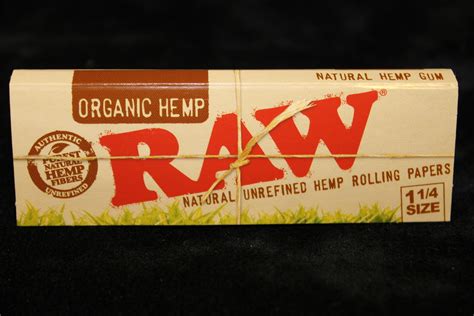 NATURAL HEMP GUM
ORGANIC HEMP
RAW®
AUTHENTIC
PUREST
NATURAL
HEMP
FIBERS
UNREFINED
NATURAL UNREFINED HEMP ROLLING PAPERS
1 1/4
SIZE